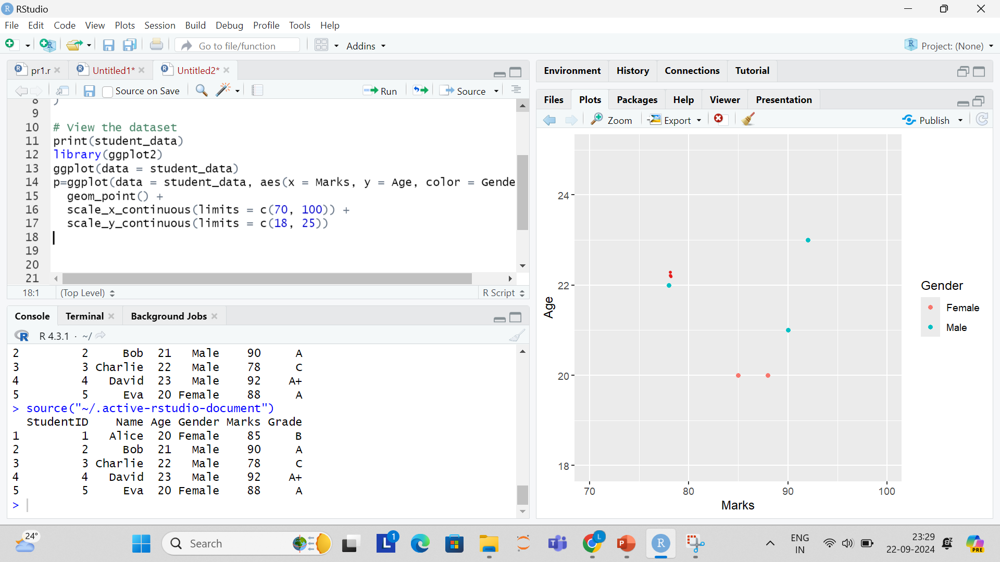 RStudio
File Edit Code View Plots Session Build Debug Profile Tools Help
Go to file/function Addins Project: (None)
pr1.r Untitled1* Untitled2*
Source on Save Run Source
8 )
9
10 # View the dataset
11 print(student_data)
12 library(ggplot2)
13 ggplot(data = student_data)
14 p=ggplot(data = student_data, aes(x = Marks, y = Age, color = Gende
15 geom_point() +
16 scale_x_continuous(limits = c(70, 100)) +
17 scale_y_continuous(limits = c(18, 25))
18
19
20
21
18:1 (Top Level) R Script
Console Terminal Background Jobs
R 4.3.1 · ~/
2 2 Bob 21 Male 90 A
3 3 Charlie 22 Male 78 C
4 4 David 23 Male 92 A+
5 5 Eva 20 Female 88 A
> source("~/.active-rstudio-document")
StudentID Name Age Gender Marks Grade
1 1 Alice 20 Female 85 B
2 2 Bob 21 Male 90 A
3 3 Charlie 22 Male 78 C
4 4 David 23 Male 92 A+
5 5 Eva 20 Female 88 A
>
Environment History Connections Tutorial
Files Plots Packages Help Viewer Presentation
Zoom Export Publish
24
22
20
18
Age
70 80 90 100
Marks
Gender
Female
Male
24°
Search
1
L
L
P
R
ENG
IN
23:29
22-09-2024
PRE